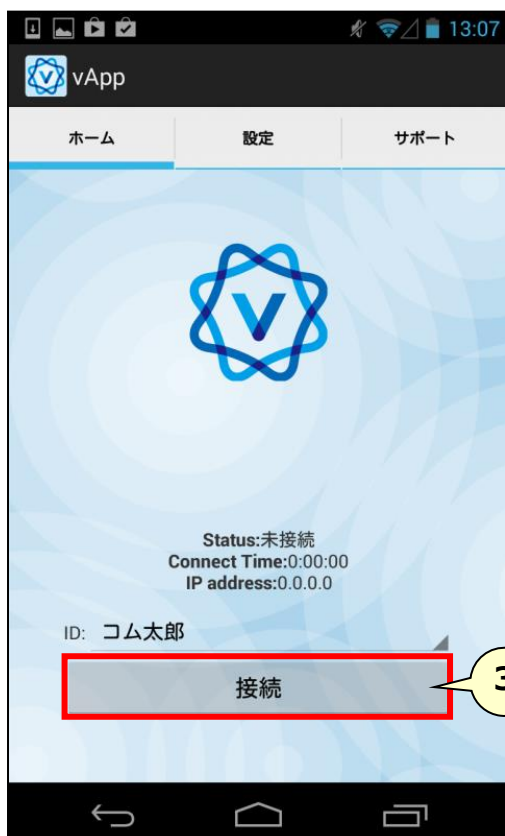 13:07
vApp
ホーム 設定 サポート
Status:未接続
Connect Time:0:00:00
IP address:0.0.0.0
ID: コム太郎
接続
3